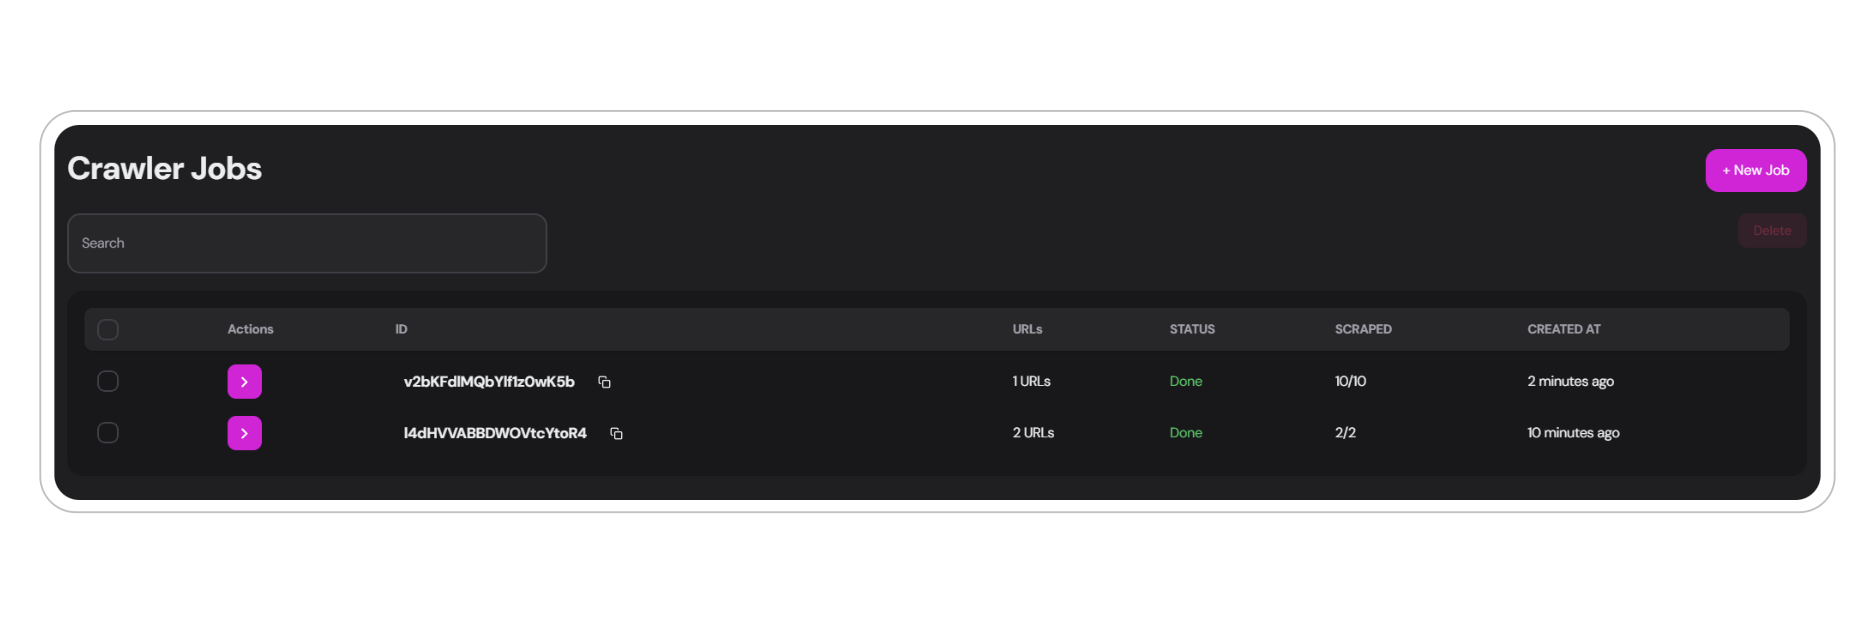 Crawler Jobs
+ New Job
Search
Delete
Actions ID URLs STATUS SCRAPED CREATED AT
v2bKFdIMQbYIf1z0wK5b 1 URLs Done 10/10 2 minutes ago
I4dHVVABBDWOVtcYtoR4 2 URLs Done 2/2 10 minutes ago